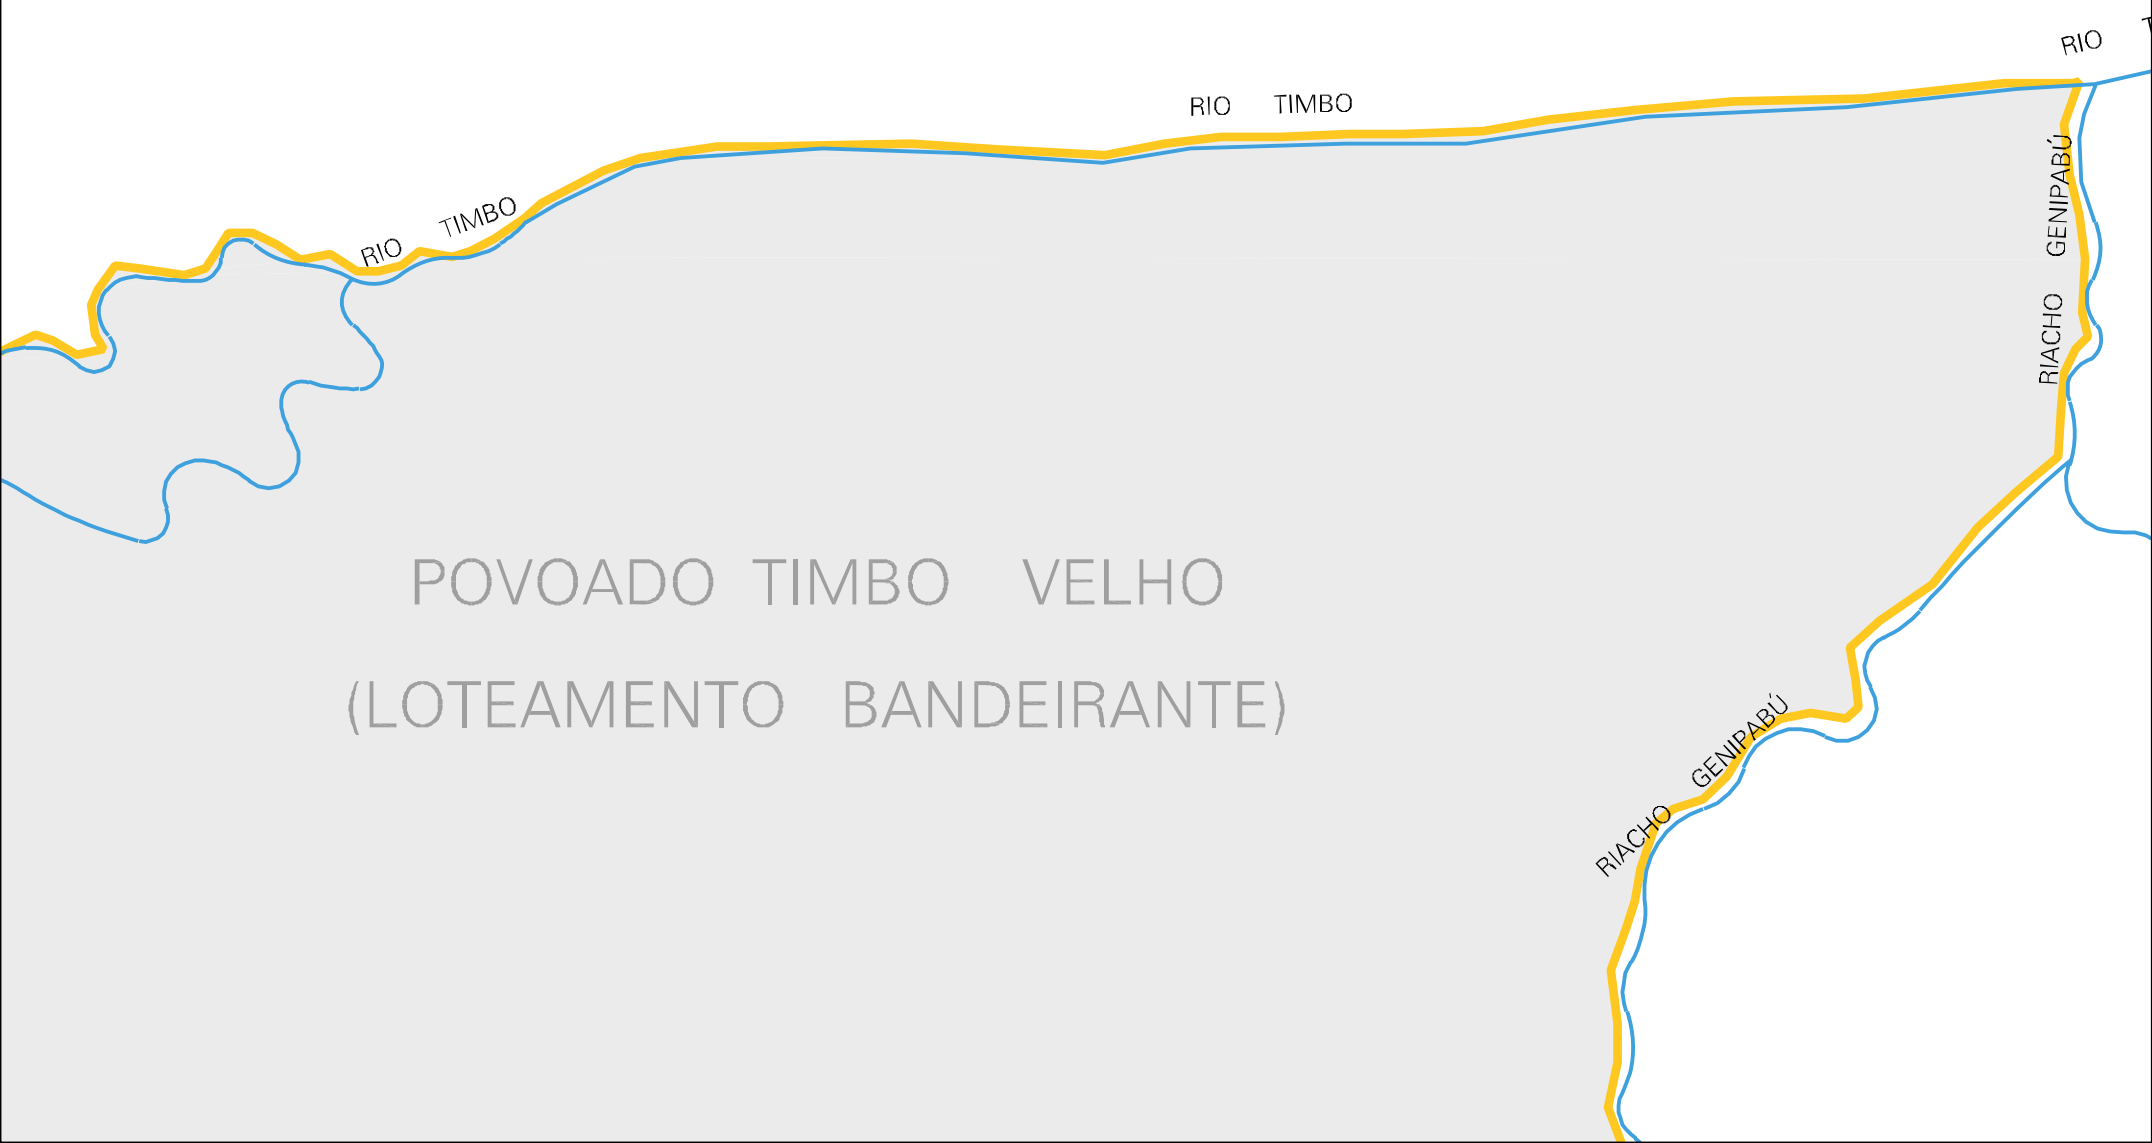 RIO T
RIO TIMBO
RIO TIMBO
RIACHO GENIPABÚ
POVOADO TIMBO VELHO
(LOTEAMENTO BANDEIRANTE)
RIACHO GENIPABÚ